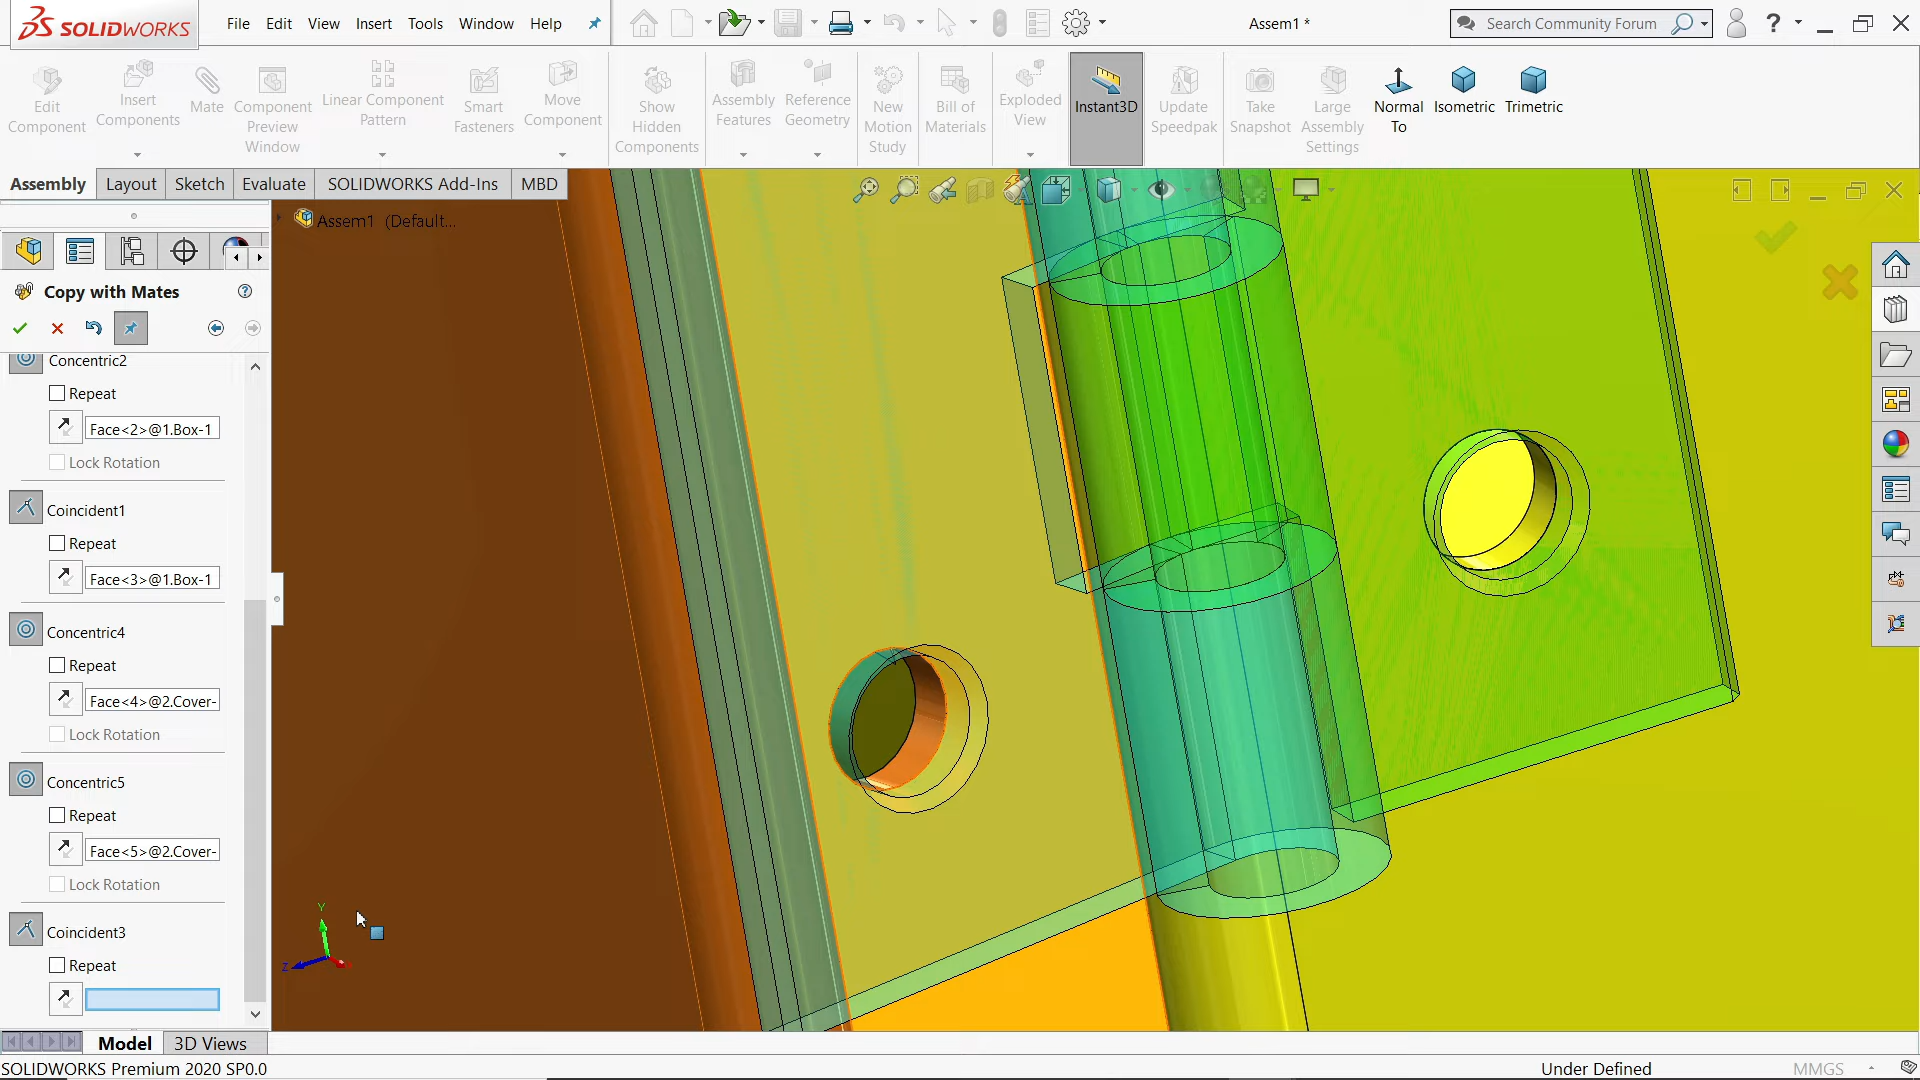 SOLIDWORKS
File Edit View Insert Tools Window Help
Assem1 *
Search Community Forum
?
Edit Component
Insert Components
Mate
Component Preview Window
Linear Component Pattern
Smart Fasteners
Move Component
Show Hidden Components
Assembly Features
Reference Geometry
New Motion Study
Bill of Materials
Exploded View
Instant3D
Update Speedpak
Take Snapshot
Large Assembly Settings
Normal To
Isometric
Trimetric
Assembly Layout Sketch Evaluate SOLIDWORKS Add-Ins MBD
Assem1 (Default...
Copy with Mates
Concentric2
Repeat
Face<2>@1.Box-1
Lock Rotation
Coincident1
Repeat
Face<3>@1.Box-1
Concentric4
Repeat
Face<4>@2.Cover-
Lock Rotation
Concentric5
Repeat
Face<5>@2.Cover-
Lock Rotation
Coincident3
Repeat
Y
Z
Model 3D Views
SOLIDWORKS Premium 2020 SP0.0
Under Defined
MMGS